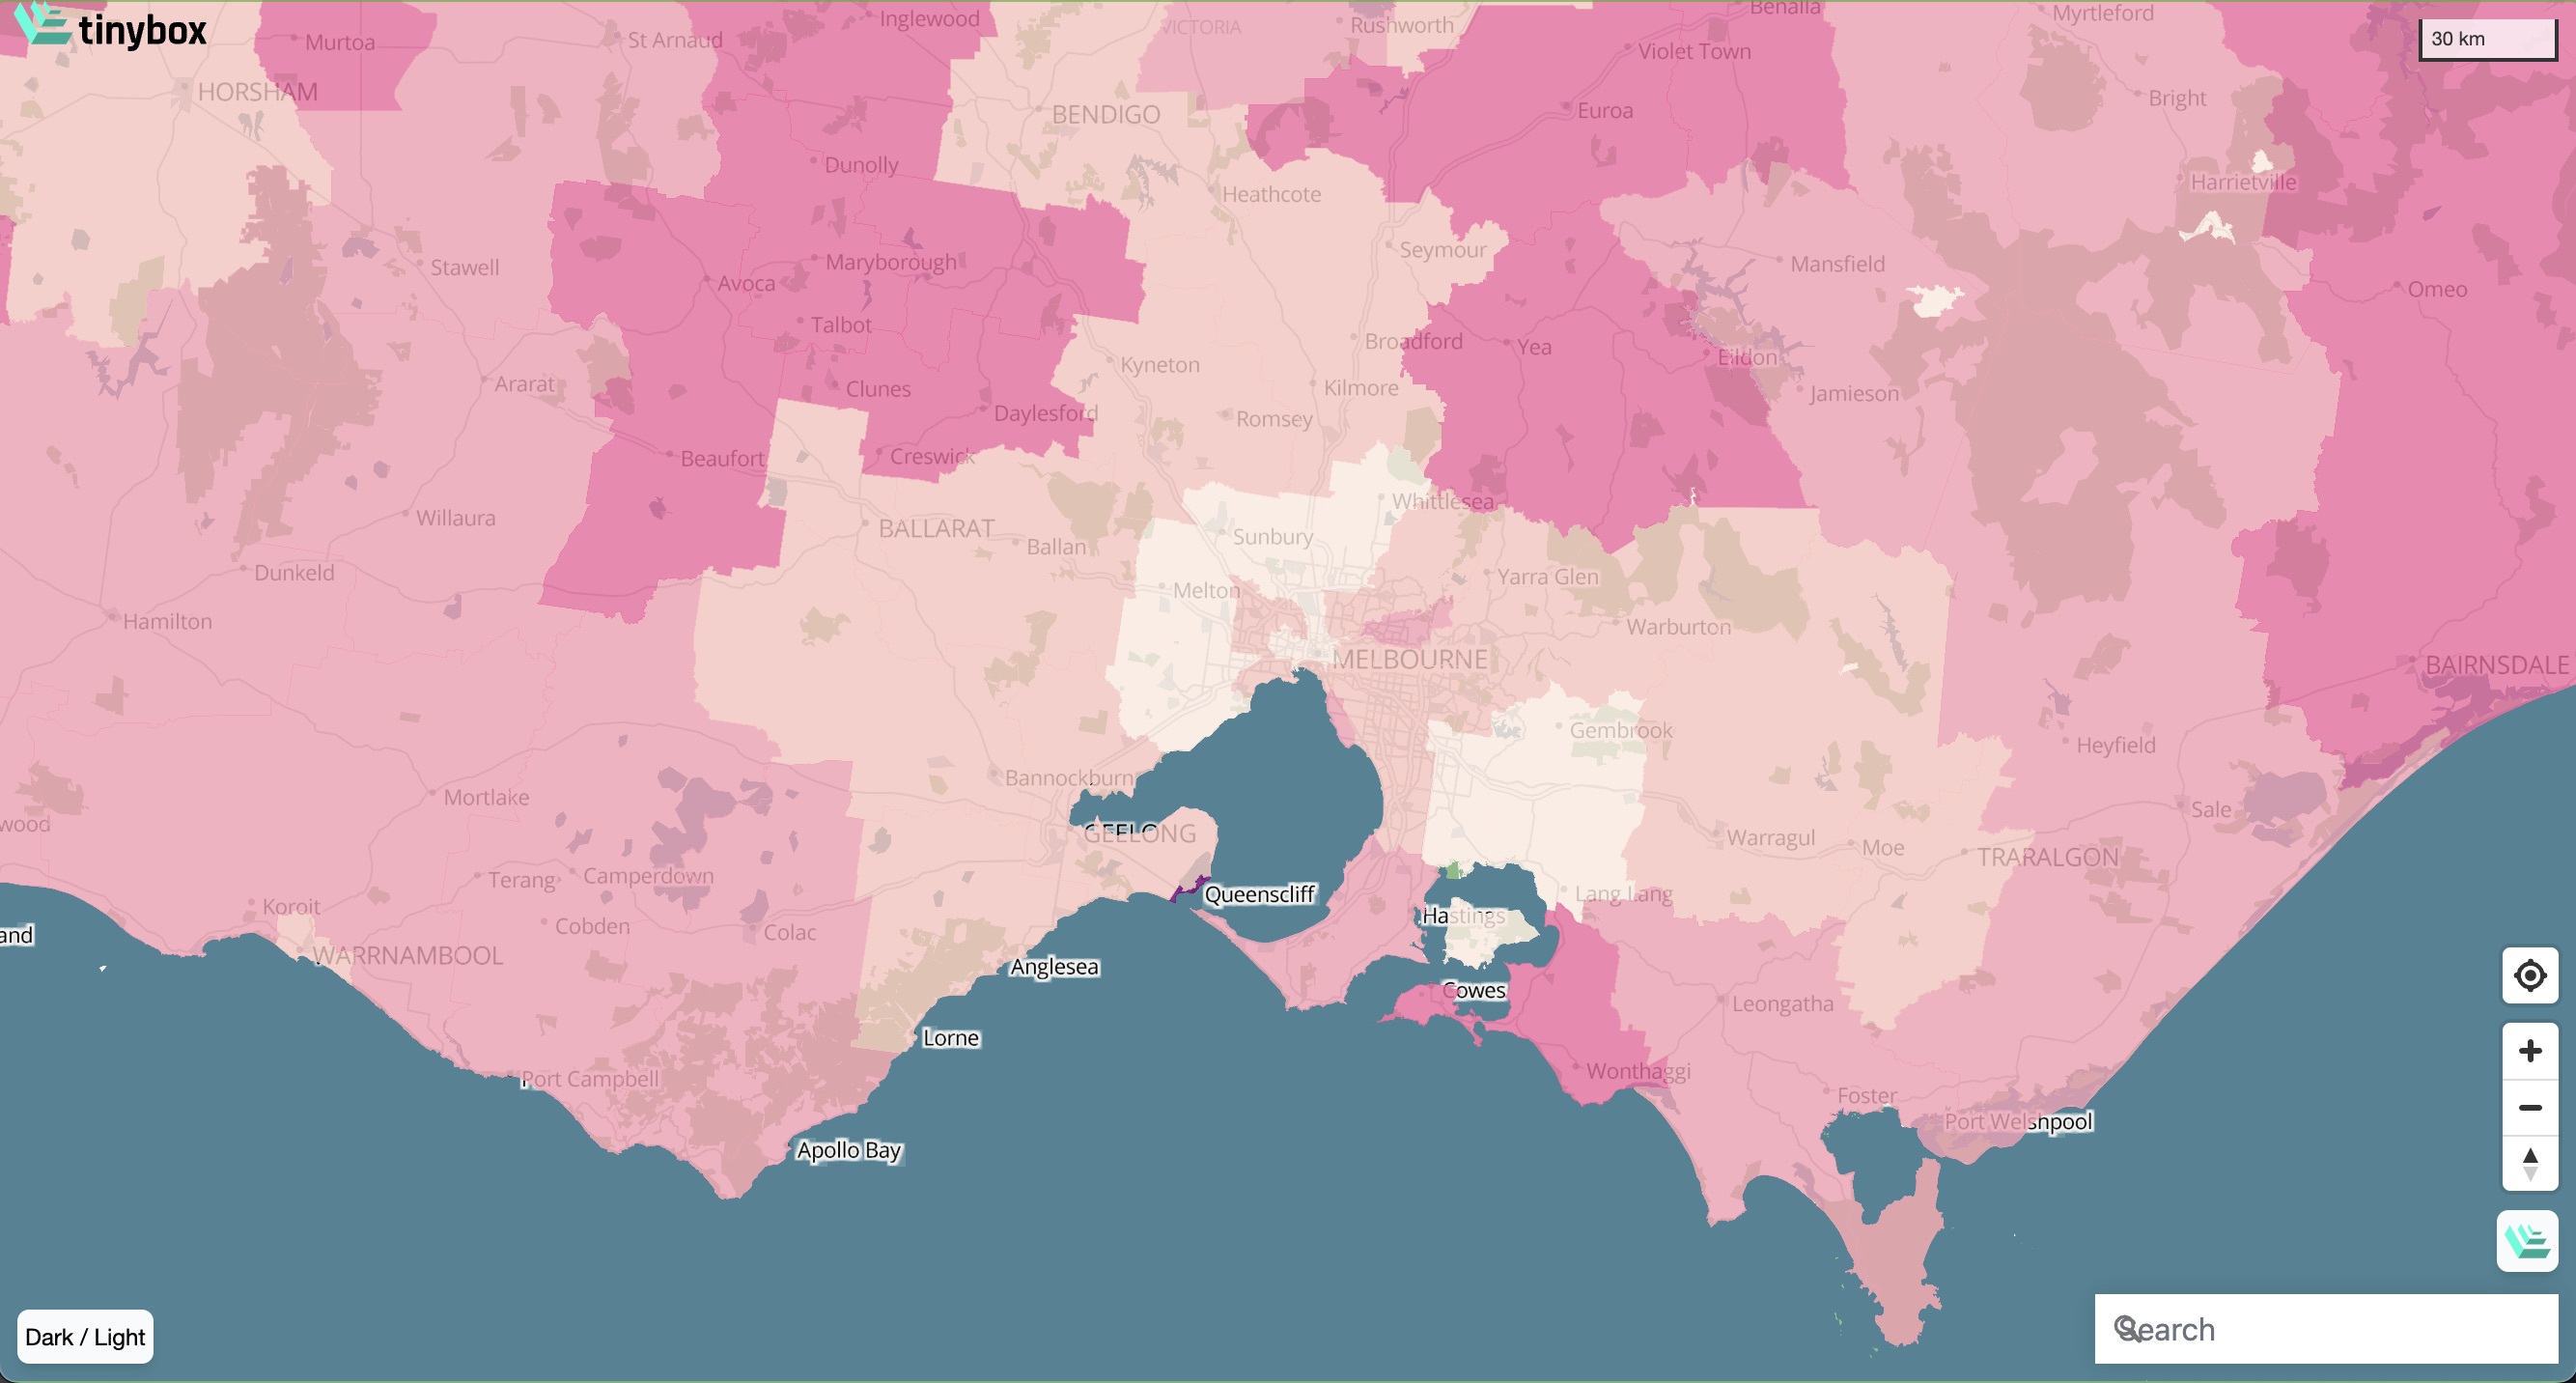 tinybox
Inglewood
Benalla
Myrtleford
Murtoa
St Arnaud
VICTORIA
Rushworth
Violet Town
30 km
HORSHAM
BENDIGO
Euroa
Bright
Dunolly
Heathcote
Harrietville
Stawell
Maryborough
Seymour
Mansfield
Avoca
Omeo
Talbot
Broadford
Yea
Eildon
Ararat
Clunes
Kyneton
Kilmore
Jamieson
Daylesford
Romsey
Beaufort
Creswick
Willaura
BALLARAT
Whittlesea
Ballan
Sunbury
Dunkeld
Melton
Yarra Glen
Hamilton
Warburton
MELBOURNE
BAIRNSDALE
Gembrook
Heyfield
Bannockburn
Mortlake
Sale
wood
GEELONG
Warragul
Moe
TRARALGON
Terang
Camperdown
Queenscliff
Lang Lang
Koroit
Hastings
and
Cobden
Colac
WARRNAMBOOL
Anglesea
Cowes
Leongatha
Lorne
Wonthaggi
Port Campbell
Foster
Port Welshpool
Apollo Bay
Dark / Light
Search